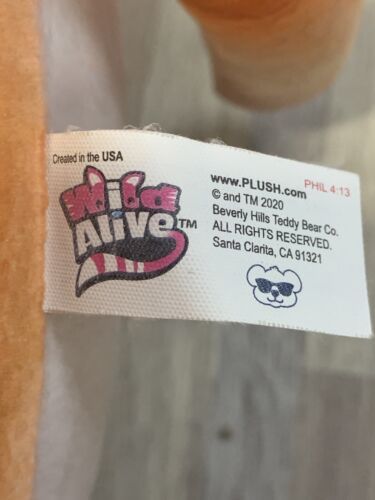 Created in the USA
Wild
Alive™
www.PLUSH.com PHIL 4:13
© and TM 2020
Beverly Hills Teddy Bear Co.
ALL RIGHTS RESERVED.
Santa Clarita, CA 91321